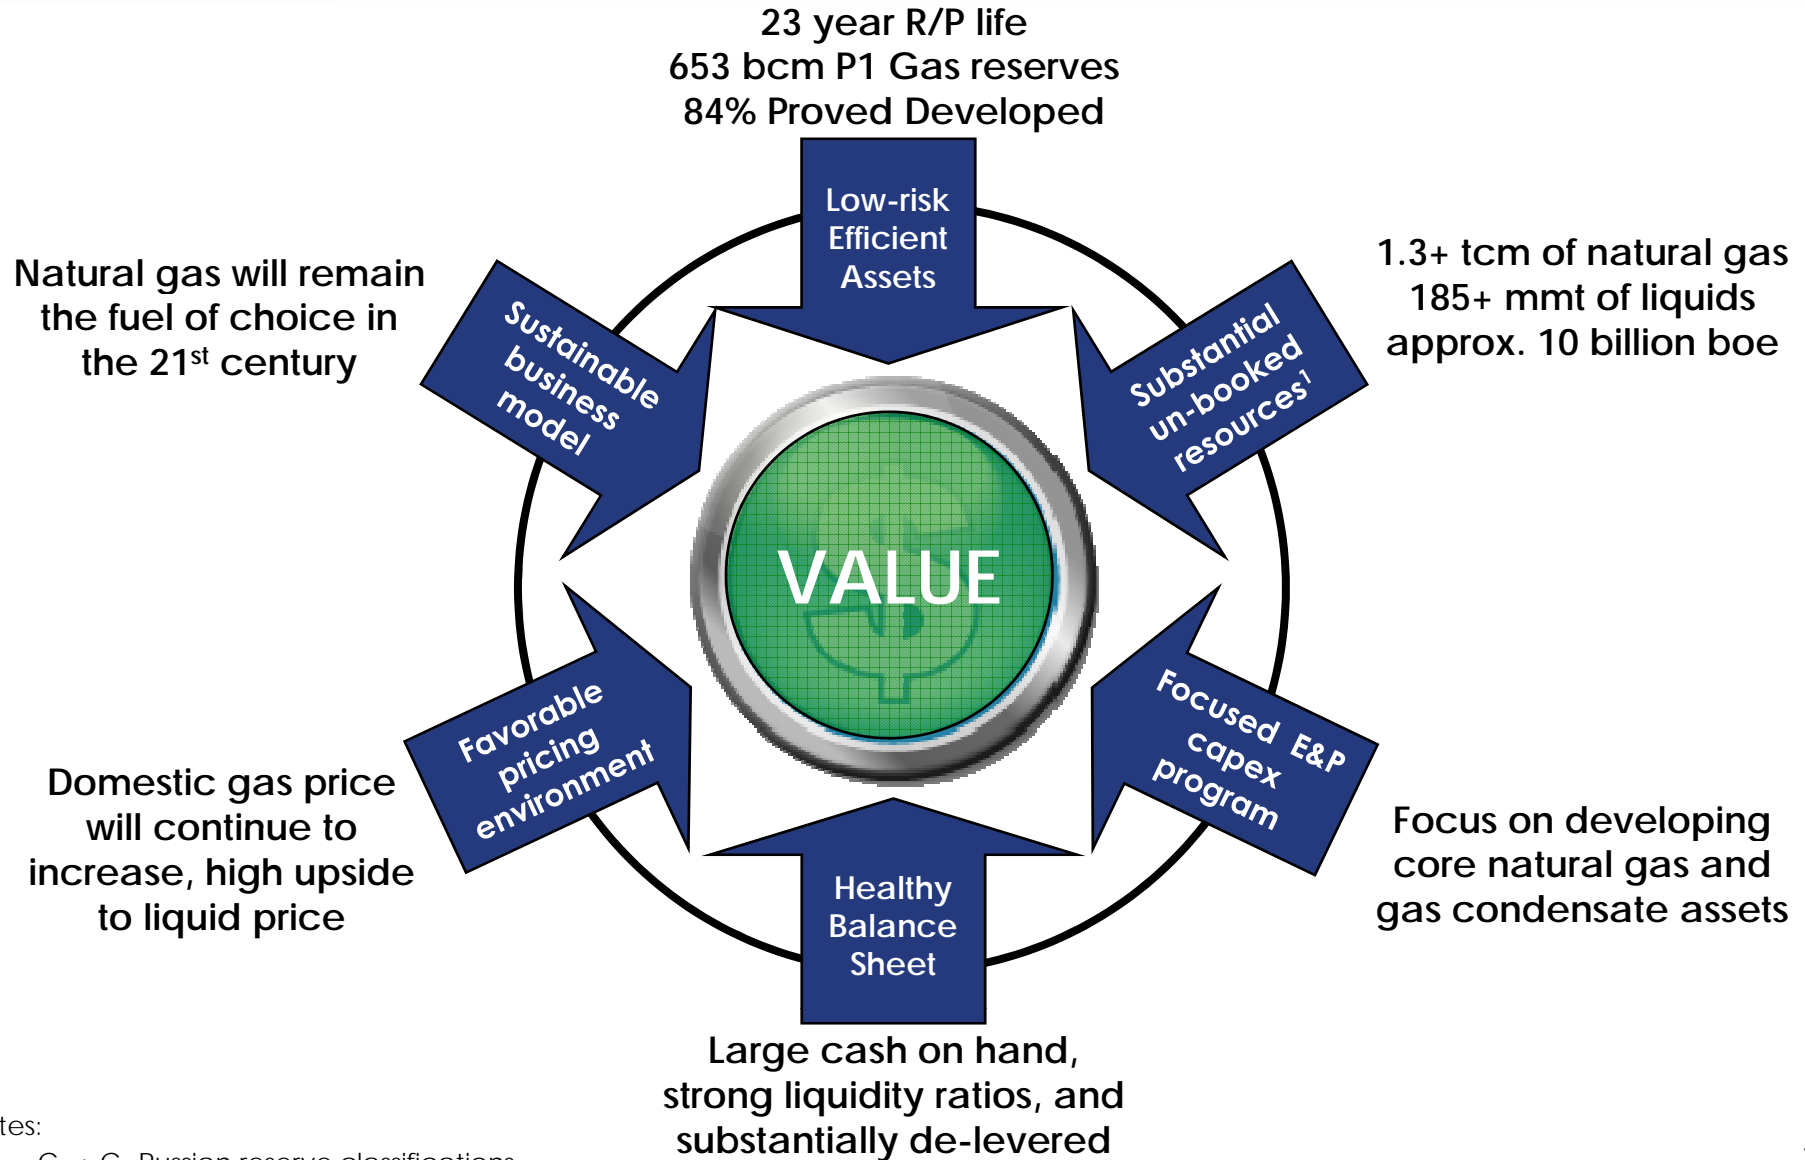 23 year R/P life
653 bcm P1 Gas reserves
84% Proved Developed
Low-risk
Efficient
Assets
Natural gas will remain
the fuel of choice in
the 21st century
Sustainable
business
model
1.3+ tcm of natural gas
185+ mmt of liquids
approx. 10 billion boe
Substantial
un-booked
resources¹
VALUE
Favorable
pricing
environment
Domestic gas price
will continue to
increase, high upside
to liquid price
Focused E&P
capex
program
Focus on developing
core natural gas and
gas condensate assets
Healthy
Balance
Sheet
Large cash on hand,
strong liquidity ratios, and
substantially de-levered
tes:
Russian reserve classifications